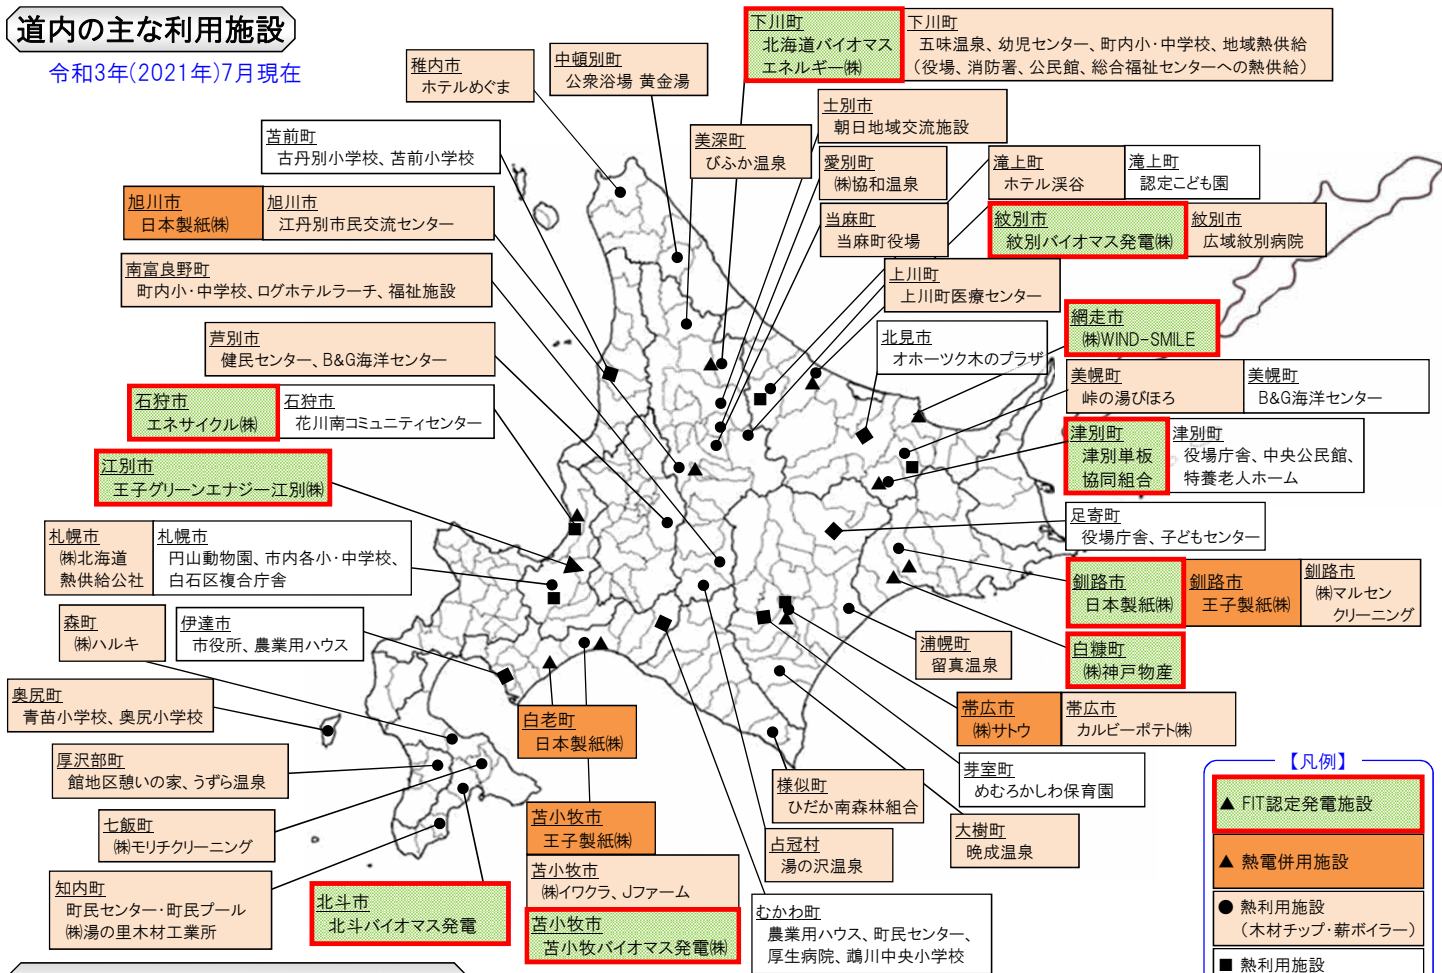 道内の主な利用施設
令和3年(2021年)7月現在
下川町
北海道バイオマス
エネルギー㈱
下川町
五味温泉、幼児センター、町内小・中学校、地域熱供給
（役場、消防署、公民館、総合福祉センターへの熱供給）
稚内市
ホテルめぐま
中頓別町
公衆浴場 黄金湯
士別市
朝日地域交流施設
美深町
びふか温泉
苫前町
古丹別小学校、苫前小学校
愛別町
㈱協和温泉
滝上町
ホテル渓谷
滝上町
認定こども園
旭川市
日本製紙㈱
旭川市
江丹別市民交流センター
当麻町
当麻町役場
紋別市
紋別バイオマス発電㈱
紋別市
広域紋別病院
南富良野町
町内小・中学校、ログホテルラーチ、福祉施設
上川町
上川町医療センター
網走市
㈱WIND-SMILE
北見市
オホーツク木のプラザ
芦別市
健民センター、B&G海洋センター
美幌町
峠の湯びほろ
美幌町
B&G海洋センター
石狩市
エネサイクル㈱
石狩市
花川南コミュニティセンター
津別町
津別単板
協同組合
津別町
役場庁舎、中央公民館、
特養老人ホーム
江別市
王子グリーンエナジー江別㈱
足寄町
役場庁舎、子どもセンター
札幌市
㈱北海道
熱供給公社
札幌市
円山動物園、市内各小・中学校、
白石区複合庁舎
釧路市
日本製紙㈱
釧路市
王子製紙㈱
釧路市
㈱マルセン
クリーニング
森町
㈱ハルキ
伊達市
市役所、農業用ハウス
浦幌町
留真温泉
白糠町
㈱神戸物産
奥尻町
青苗小学校、奥尻小学校
白老町
日本製紙㈱
帯広市
㈱サトウ
帯広市
カルビーポテト㈱
厚沢部町
館地区憩いの家、うずら温泉
芽室町
めむろかしわ保育園
様似町
ひだか南森林組合
【凡例】
▲ FIT認定発電施設
▲ 熱電併用施設
● 熱利用施設
（木材チップ・薪ボイラー）
■ 熱利用施設
七飯町
㈱モリチクリーニング
苫小牧市
王子製紙㈱
占冠村
湯の沢温泉
大樹町
晩成温泉
苫小牧市
㈱イワクラ、Jファーム
知内町
町民センター・町民プール
㈱湯の里木材工業所
北斗市
北斗バイオマス発電
苫小牧市
苫小牧バイオマス発電㈱
むかわ町
農業用ハウス、町民センター、
厚生病院、鵡川中央小学校